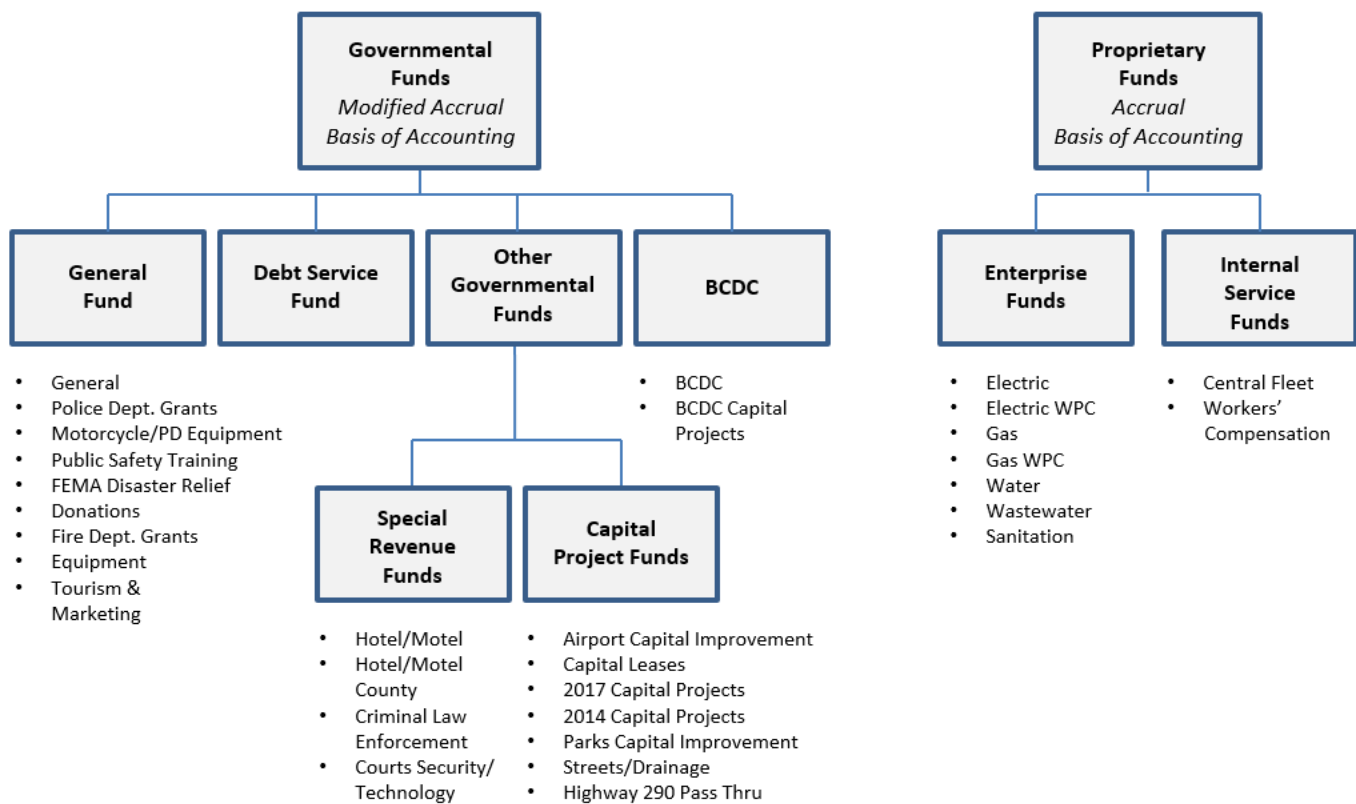 Governmental
Funds
Modified Accrual
Basis of Accounting
Proprietary
Funds
Accrual
Basis of Accounting
General
Fund
Debt Service
Fund
Other
Governmental
Funds
BCDC
Enterprise
Funds
Internal
Service
Funds
• General
• Police Dept. Grants
• Motorcycle/PD Equipment
• Public Safety Training
• FEMA Disaster Relief
• Donations
• Fire Dept. Grants
• Equipment
• Tourism &
Marketing
• BCDC
• BCDC Capital
Projects
• Electric
• Electric WPC
• Gas
• Gas WPC
• Water
• Wastewater
• Sanitation
• Central Fleet
• Workers’
Compensation
Special
Revenue
Funds
Capital
Project Funds
• Hotel/Motel
• Hotel/Motel
County
• Criminal Law
Enforcement
• Courts Security/
Technology
• Airport Capital Improvement
• Capital Leases
• 2017 Capital Projects
• 2014 Capital Projects
• Parks Capital Improvement
• Streets/Drainage
• Highway 290 Pass Thru